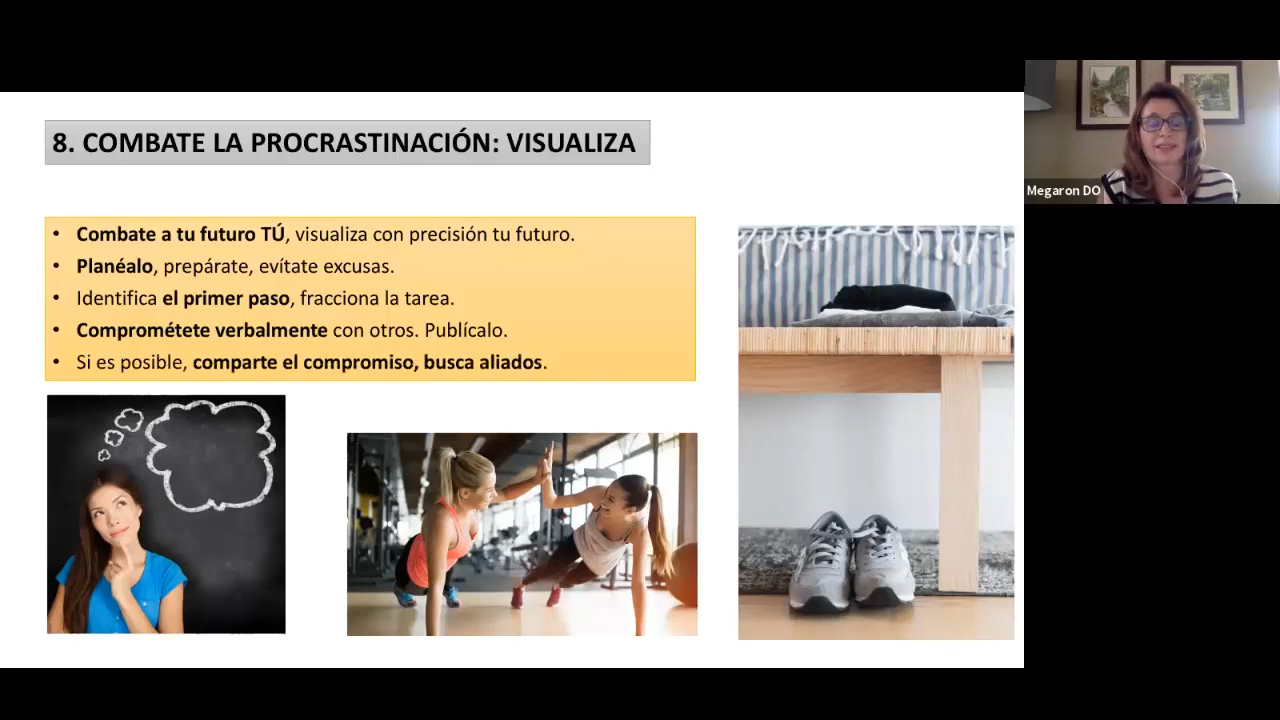 8. COMBATE LA PROCRASTINACIÓN: VISUALIZA
• Combate a tu futuro TÚ, visualiza con precisión tu futuro.
• Planéalo, prepárate, evítate excusas.
• Identifica el primer paso, fracciona la tarea.
• Comprométete verbalmente con otros. Publícalo.
• Si es posible, comparte el compromiso, busca aliados.
Megaron DO